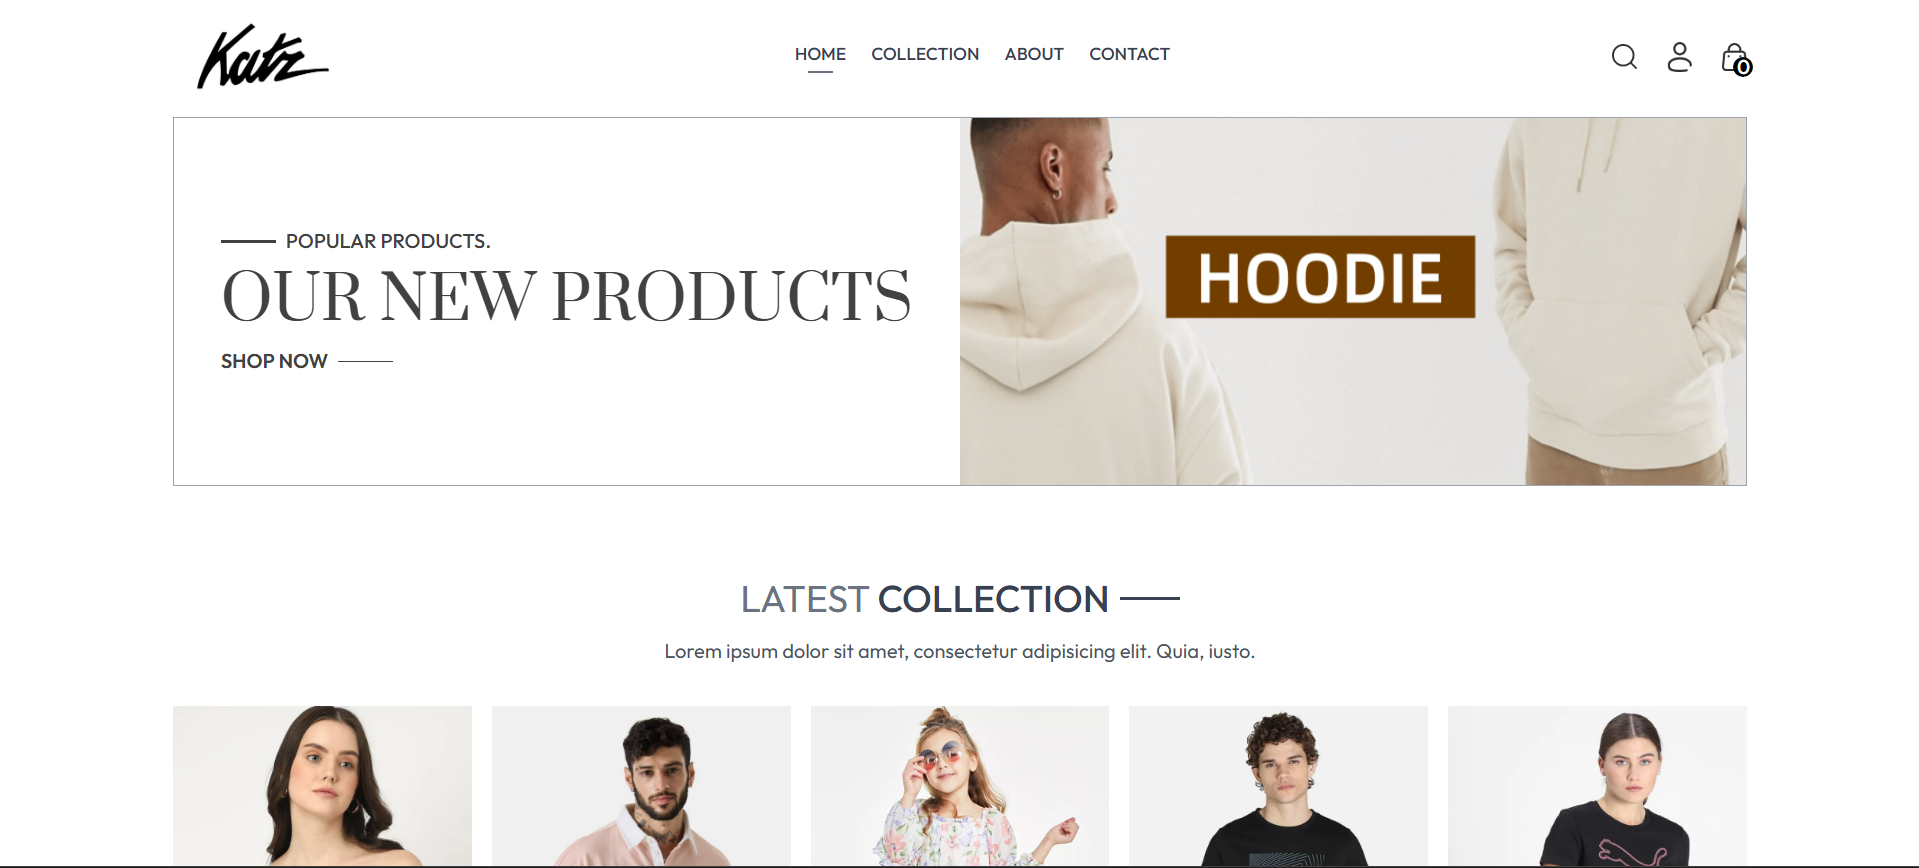 Katz
HOME COLLECTION ABOUT CONTACT
0
POPULAR PRODUCTS.
OUR NEW PRODUCTS
SHOP NOW
HOODIE
LATEST COLLECTION
Lorem ipsum dolor sit amet, consectetur adipisicing elit. Quia, iusto.